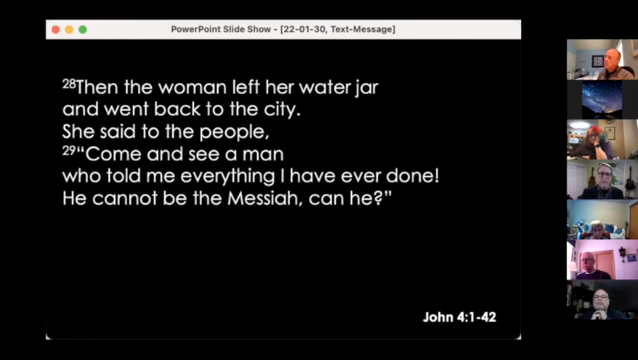 PowerPoint Slide Show - [22-01-30, Text-Message]
28Then the woman left her water jar
and went back to the city.
She said to the people,
29“Come and see a man
who told me everything I have ever done!
He cannot be the Messiah, can he?”
John 4:1-42